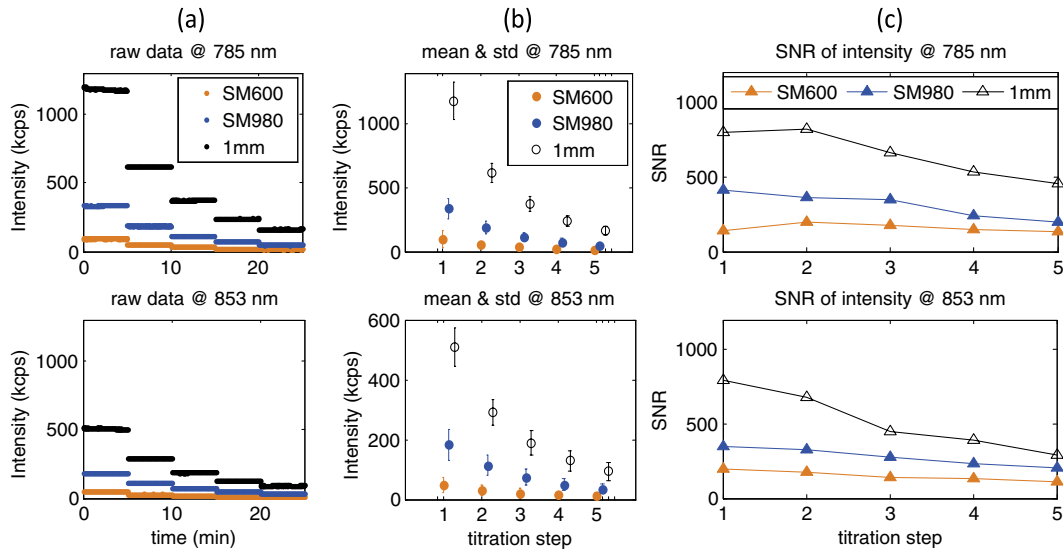 (a)
(b)
(c)
raw data @ 785 nm
mean & std @ 785 nm
SNR of intensity @ 785 nm
Intensity (kcps)
1000
500
0
0
10
20
SM600
SM980
1mm
Intensity (kcps)
1000
500
0
1
2
3
4
5
SM600
SM980
1mm
SNR
1000
500
0
1
2
3
4
5
SM600
SM980
1mm
raw data @ 853 nm
mean & std @ 853 nm
SNR of intensity @ 853 nm
Intensity (kcps)
1000
500
0
0
10
20
time (min)
Intensity (kcps)
600
400
200
0
1
2
3
4
5
titration step
SNR
1000
500
0
1
2
3
4
5
titration step